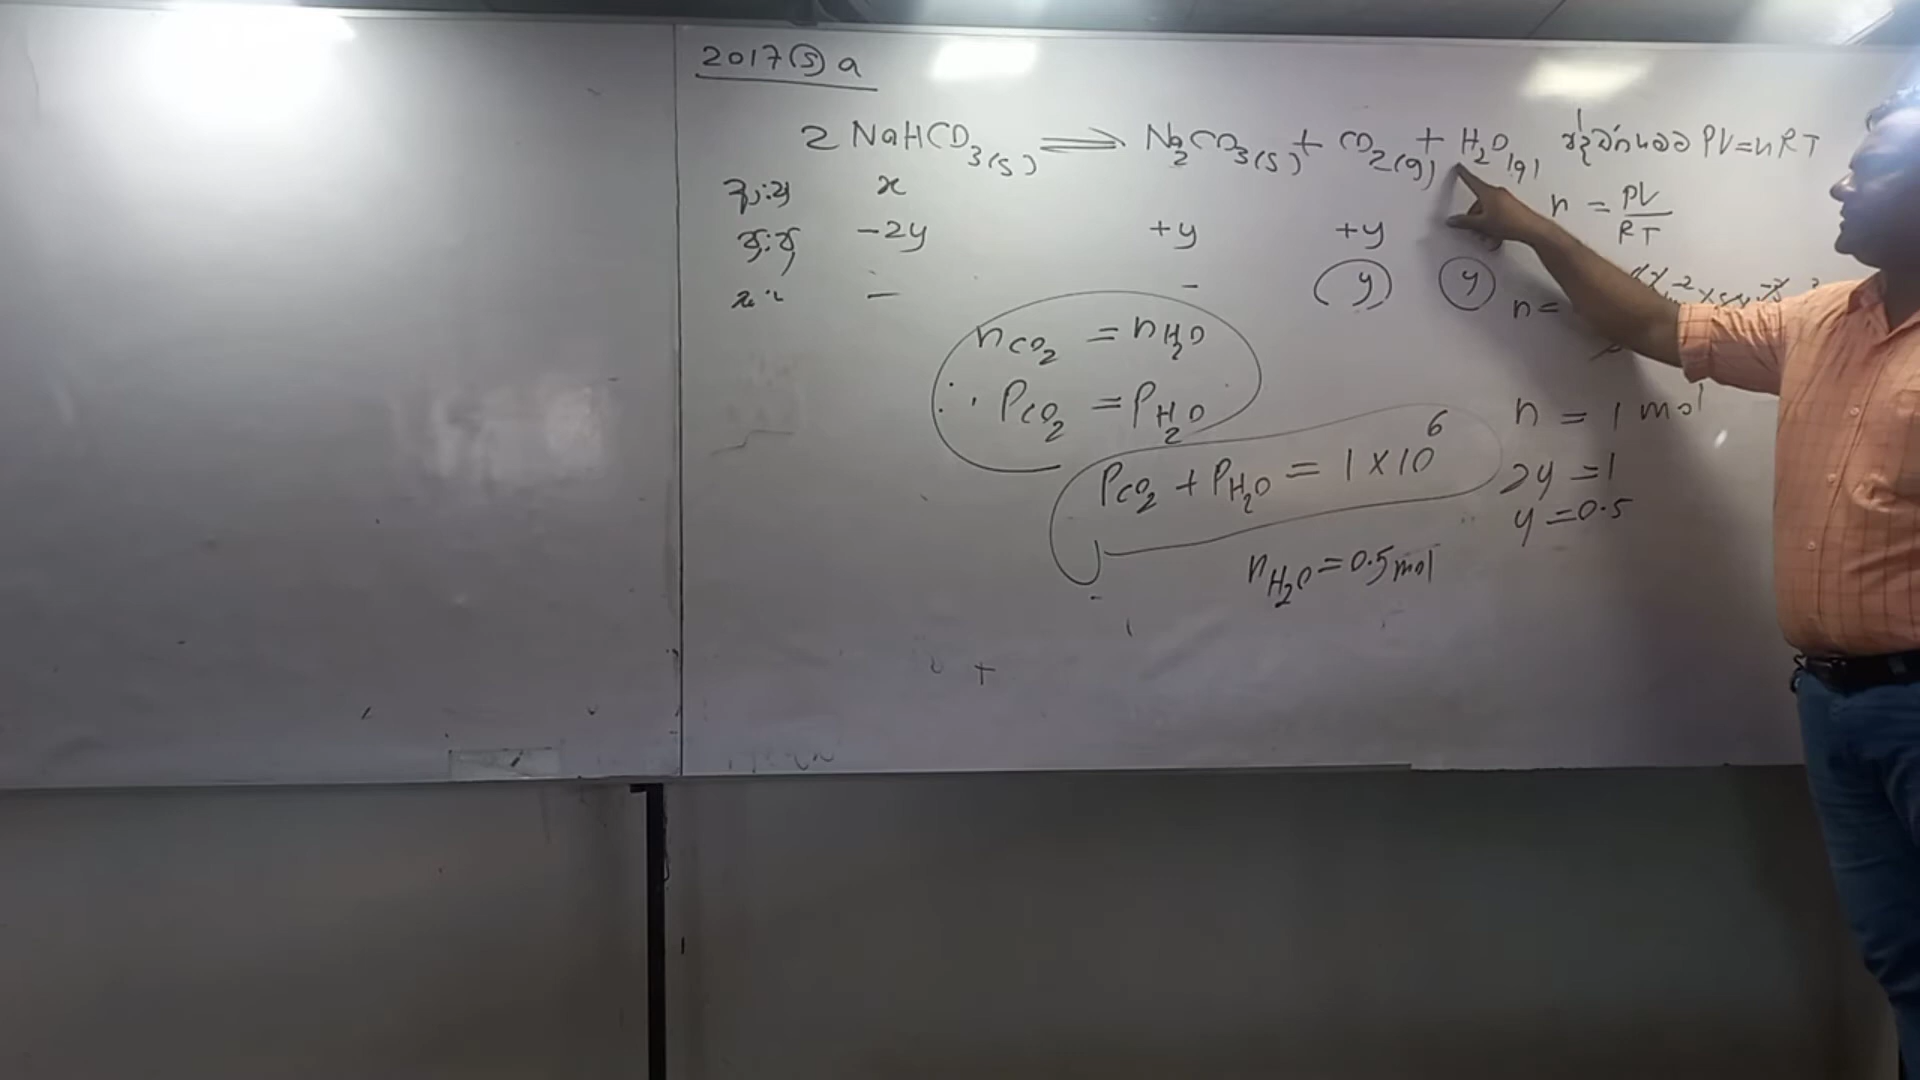 2017 (5) a
2 NaHCO3(s) ⇌ Na2CO3(s) + CO2(g) + H2O(g)
PV=nRT
x
n = PV/RT
-2y +y +y
- - y y
n =
nCO2 = nH2O
∴ PCO2 = PH2O
n = 1 mol
PCO2 + PH2O = 1 × 10^6
2y = 1
y = 0.5
nH2O = 0.5 mol